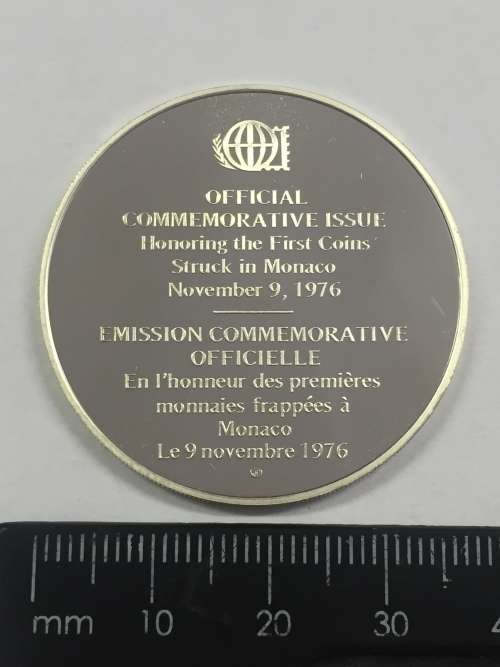 OFFICIAL
COMMEMORATIVE ISSUE
Honoring the First Coins
Struck in Monaco
November 9, 1976
EMISSION COMMEMORATIVE
OFFICIELLE
En l'honneur des premières
monnaies frappées à
Monaco
Le 9 novembre 1976
mm 10 20 30